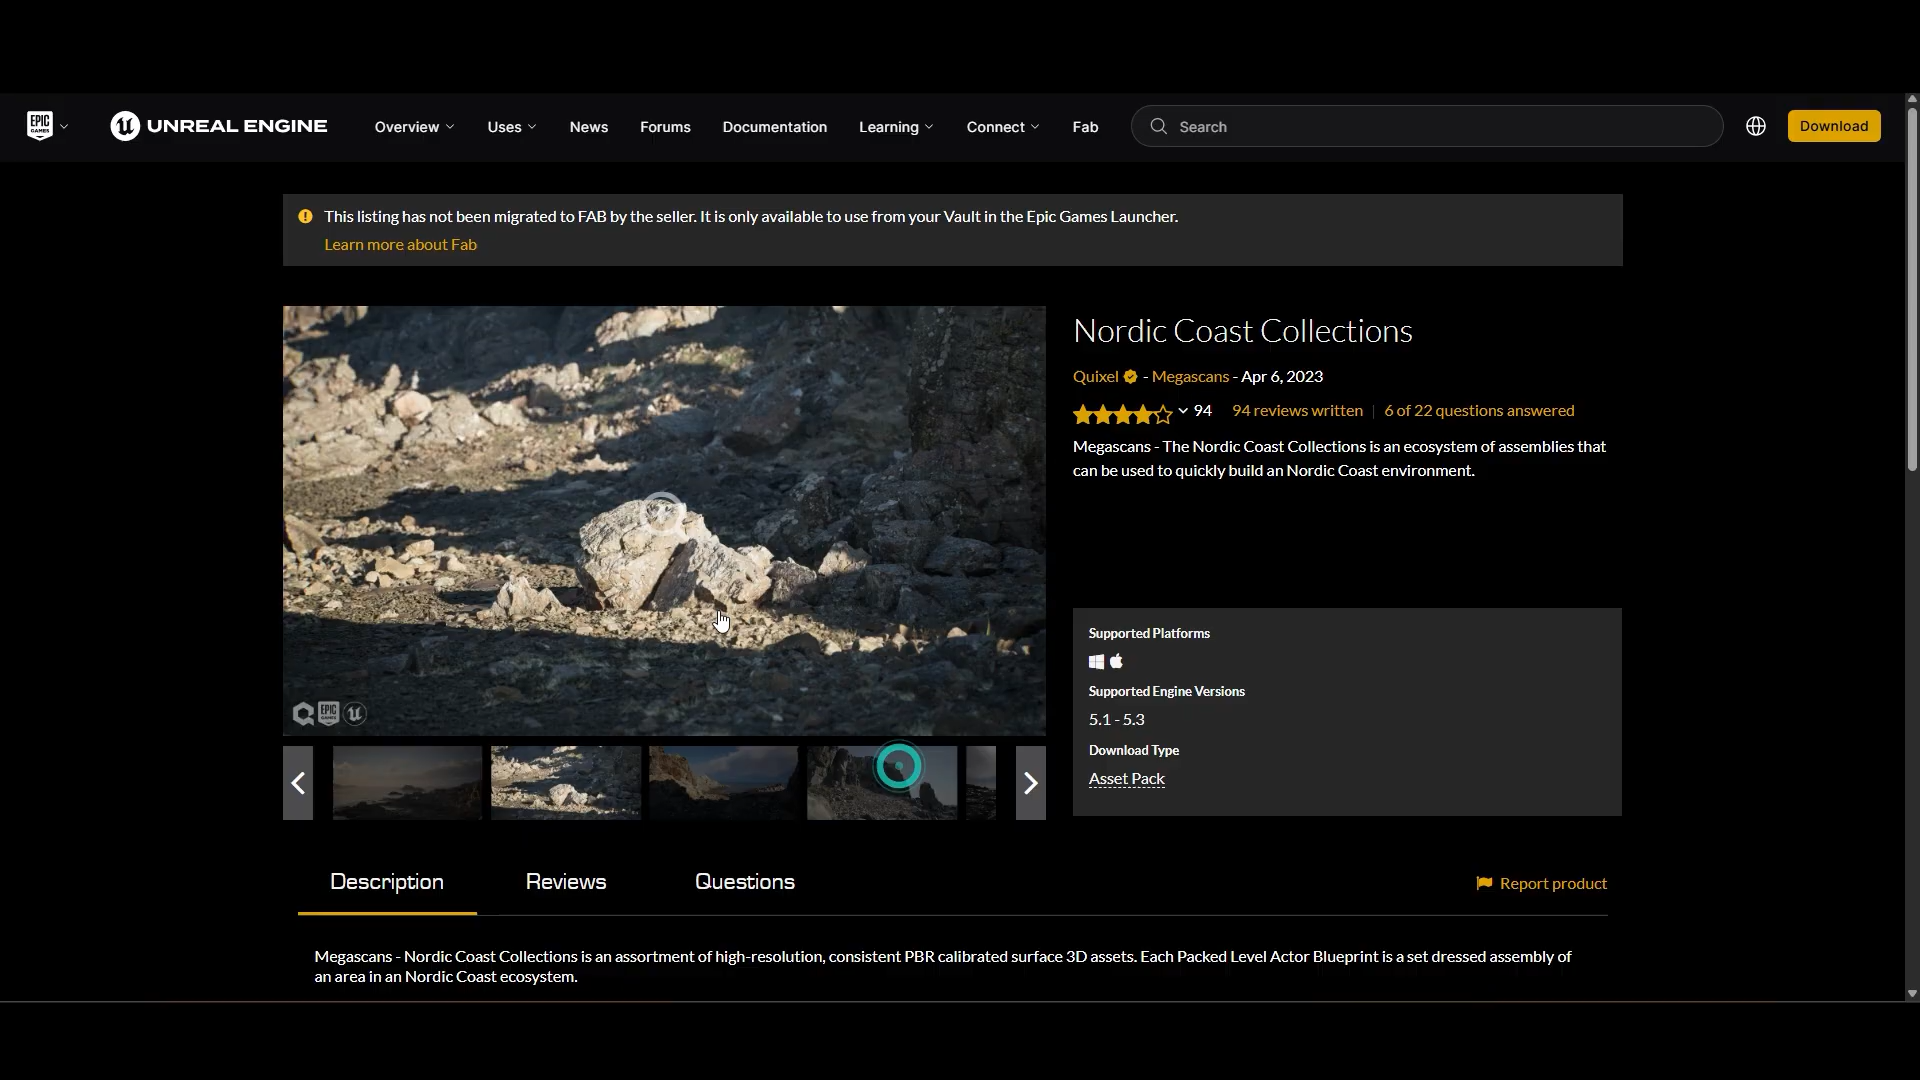 EPIC GAMES
UNREAL ENGINE
Overview
Uses
News
Forums
Documentation
Learning
Connect
Fab
Search
Download
This listing has not been migrated to FAB by the seller. It is only available to use from your Vault in the Epic Games Launcher.
Learn more about Fab
Nordic Coast Collections
Quixel - Megascans - Apr 6, 2023
94 94 reviews written | 6 of 22 questions answered
Megascans - The Nordic Coast Collections is an ecosystem of assemblies that
can be used to quickly build an Nordic Coast environment.
Supported Platforms
Supported Engine Versions
5.1 - 5.3
Download Type
Asset Pack
EPIC GAMES
Description
Reviews
Questions
Report product
Megascans - Nordic Coast Collections is an assortment of high-resolution, consistent PBR calibrated surface 3D assets. Each Packed Level Actor Blueprint is a set dressed assembly of
an area in an Nordic Coast ecosystem.